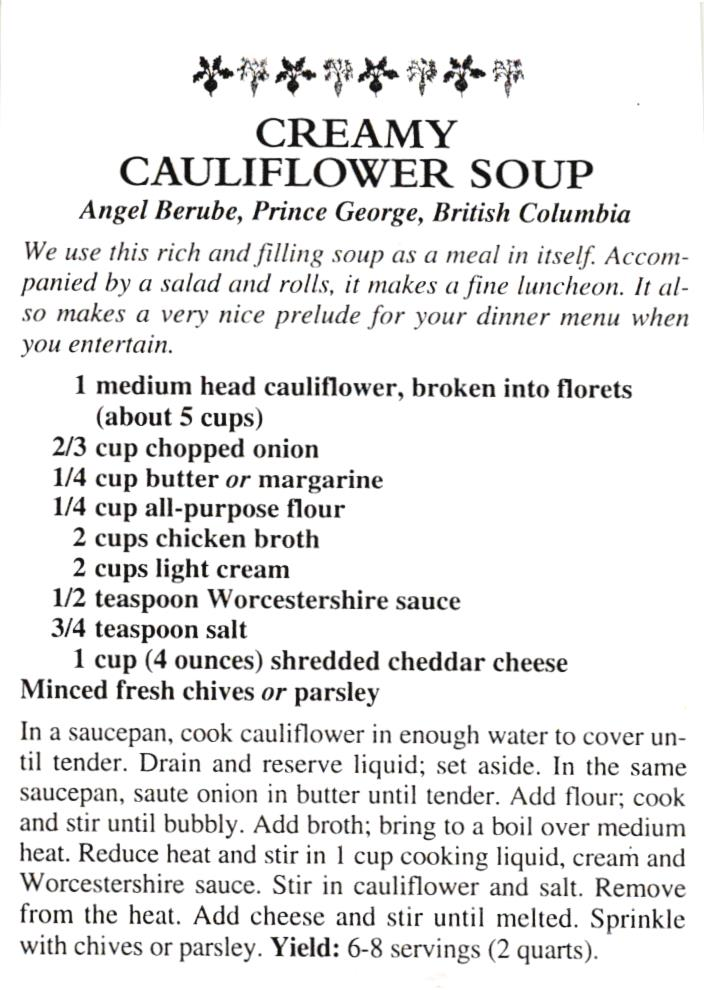 CREAMY
CAULIFLOWER SOUP
Angel Berube, Prince George, British Columbia
We use this rich and filling soup as a meal in itself. Accom-
panied by a salad and rolls, it makes a fine luncheon. It al-
so makes a very nice prelude for your dinner menu when
you entertain.
1 medium head cauliflower, broken into florets
(about 5 cups)
2/3 cup chopped onion
1/4 cup butter or margarine
1/4 cup all-purpose flour
2 cups chicken broth
2 cups light cream
1/2 teaspoon Worcestershire sauce
3/4 teaspoon salt
1 cup (4 ounces) shredded cheddar cheese
Minced fresh chives or parsley
In a saucepan, cook cauliflower in enough water to cover un-
til tender. Drain and reserve liquid; set aside. In the same
saucepan, saute onion in butter until tender. Add flour; cook
and stir until bubbly. Add broth; bring to a boil over medium
heat. Reduce heat and stir in 1 cup cooking liquid, cream and
Worcestershire sauce. Stir in cauliflower and salt. Remove
from the heat. Add cheese and stir until melted. Sprinkle
with chives or parsley. Yield: 6-8 servings (2 quarts).